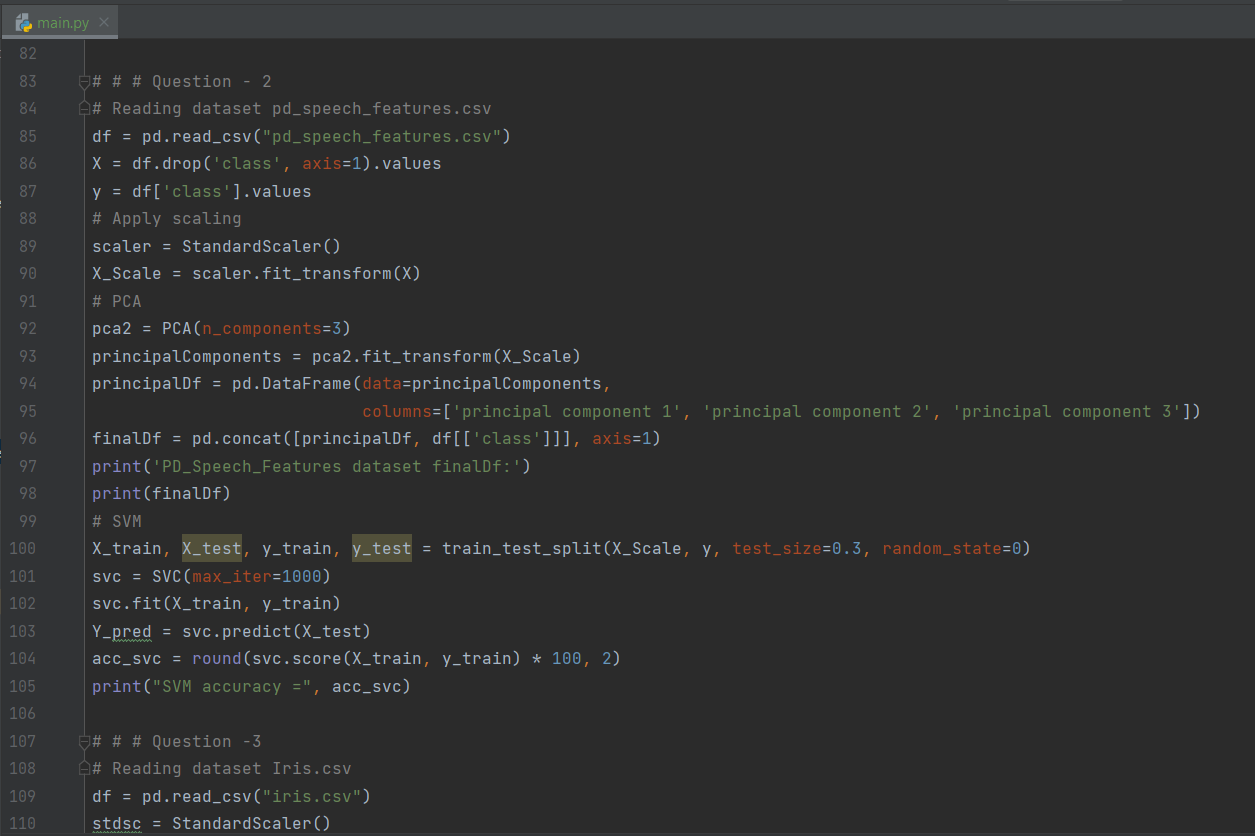 main.py
82
83 # # # Question - 2
84 # Reading dataset pd_speech_features.csv
85 df = pd.read_csv("pd_speech_features.csv")
86 X = df.drop('class', axis=1).values
87 y = df['class'].values
88 # Apply scaling
89 scaler = StandardScaler()
90 X_Scale = scaler.fit_transform(X)
91 # PCA
92 pca2 = PCA(n_components=3)
93 principalComponents = pca2.fit_transform(X_Scale)
94 principalDf = pd.DataFrame(data=principalComponents,
95 columns=['principal component 1', 'principal component 2', 'principal component 3'])
96 finalDf = pd.concat([principalDf, df[['class']]], axis=1)
97 print('PD_Speech_Features dataset finalDf:')
98 print(finalDf)
99 # SVM
100 X_train, X_test, y_train, y_test = train_test_split(X_Scale, y, test_size=0.3, random_state=0)
101 svc = SVC(max_iter=1000)
102 svc.fit(X_train, y_train)
103 Y_pred = svc.predict(X_test)
104 acc_svc = round(svc.score(X_train, y_train) * 100, 2)
105 print("SVM accuracy =", acc_svc)
106
107 # # # Question -3
108 # Reading dataset Iris.csv
109 df = pd.read_csv("iris.csv")
110 stdsc = StandardScaler()